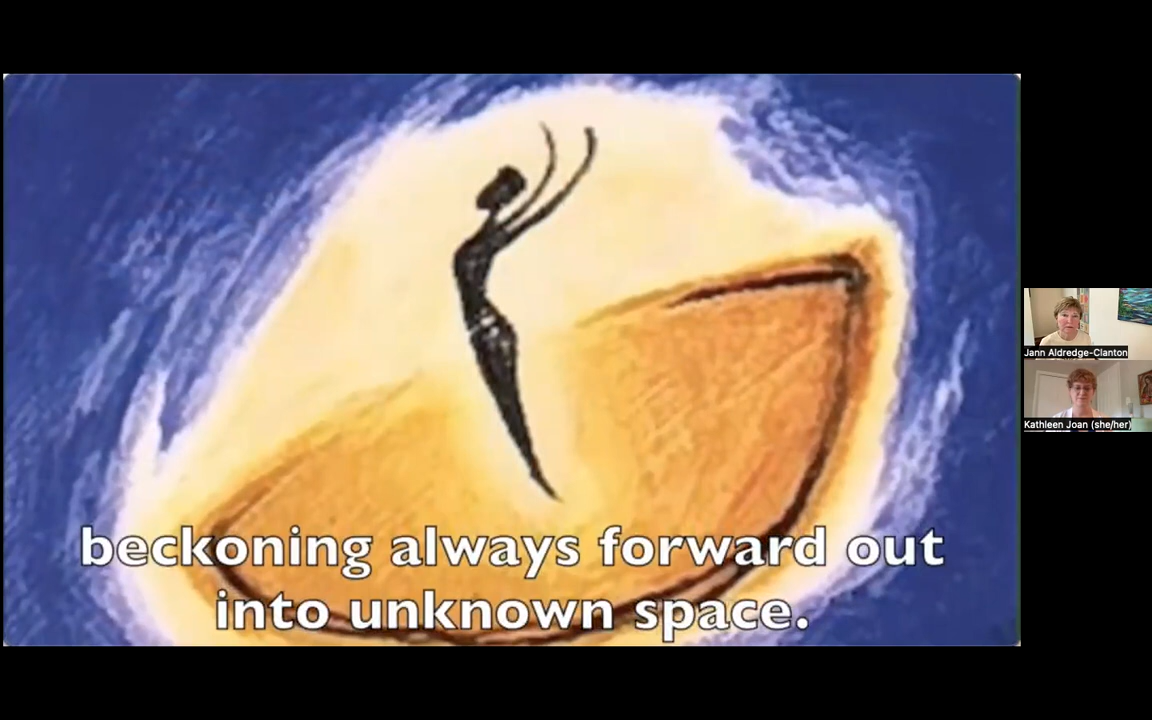 beckoning always forward out
into unknown space.
Jann Aldredge-Clanton
Kathleen Joan (she/her)